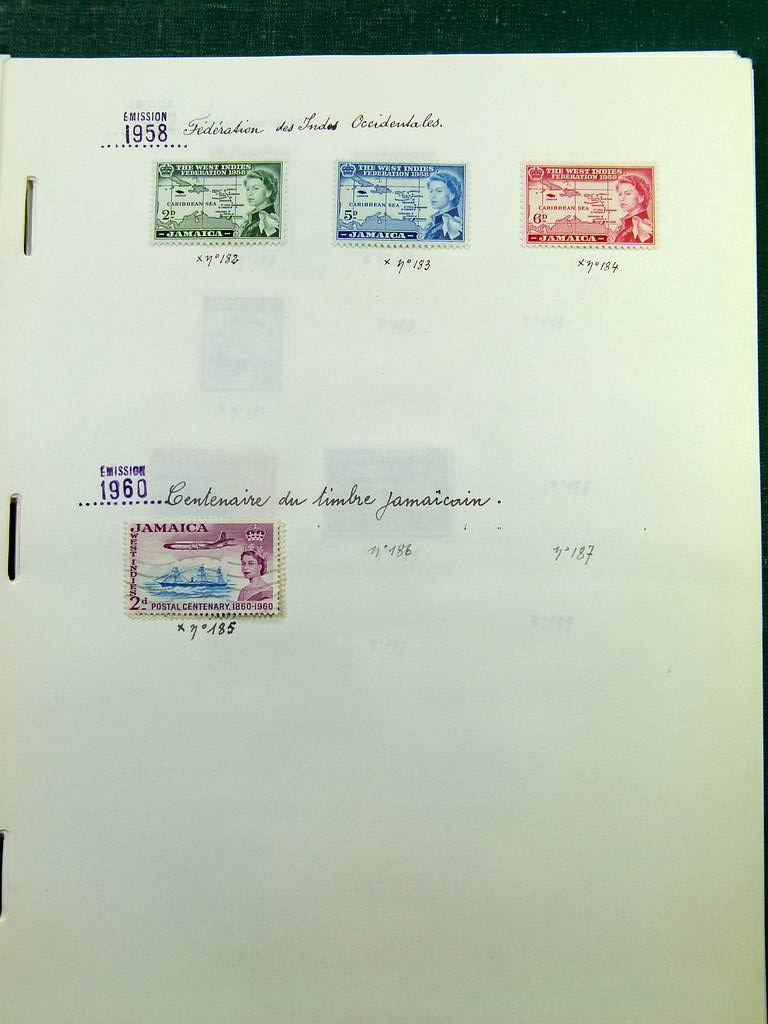 ÉMISSION
1958 Fédération des Indes Occidentales.
THE WEST INDIES
FEDERATION 1958
CARIBBEAN SEA
2D
- JAMAICA -
x n° 182
THE WEST INDIES
FEDERATION 1958
CARIBBEAN SEA
5D
- JAMAICA -
x n° 183
THE WEST INDIES
FEDERATION 1958
CARIBBEAN SEA
6D
- JAMAICA -
x n° 184
ÉMISSION
1960 Centenaire du timbre jamaïcain.
JAMAICA
WEST INDIES
2d POSTAL CENTENARY. 1860-1960
x n° 185
n° 186
n° 187